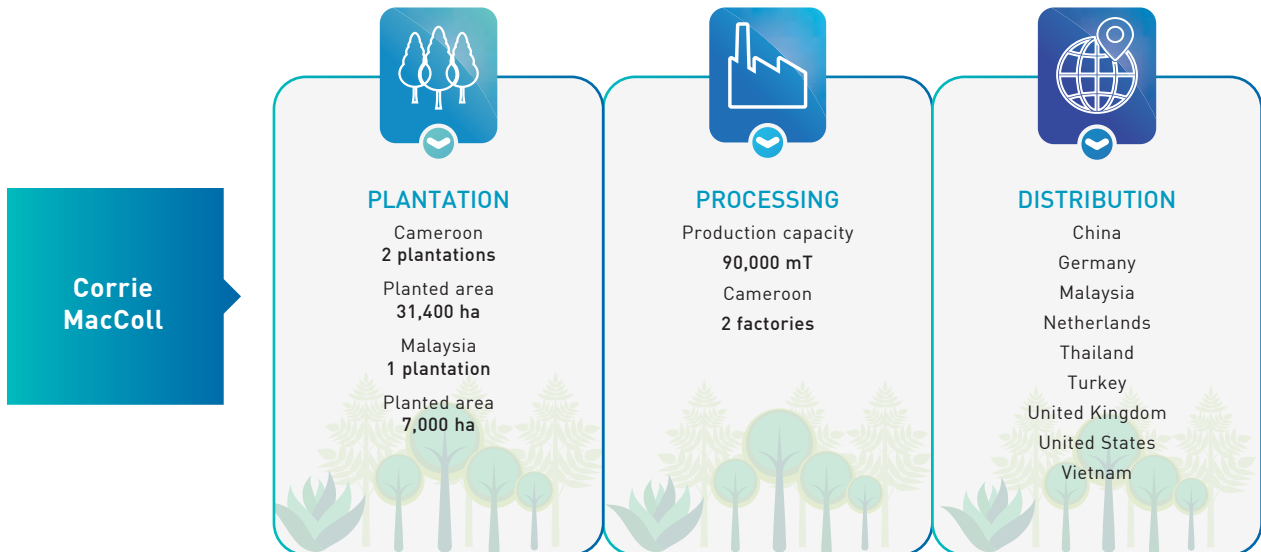 Corrie
MacColl
PLANTATION
Cameroon
2 plantations
Planted area
31,400 ha
Malaysia
1 plantation
Planted area
7,000 ha
PROCESSING
Production capacity
90,000 mT
Cameroon
2 factories
DISTRIBUTION
China
Germany
Malaysia
Netherlands
Thailand
Turkey
United Kingdom
United States
Vietnam